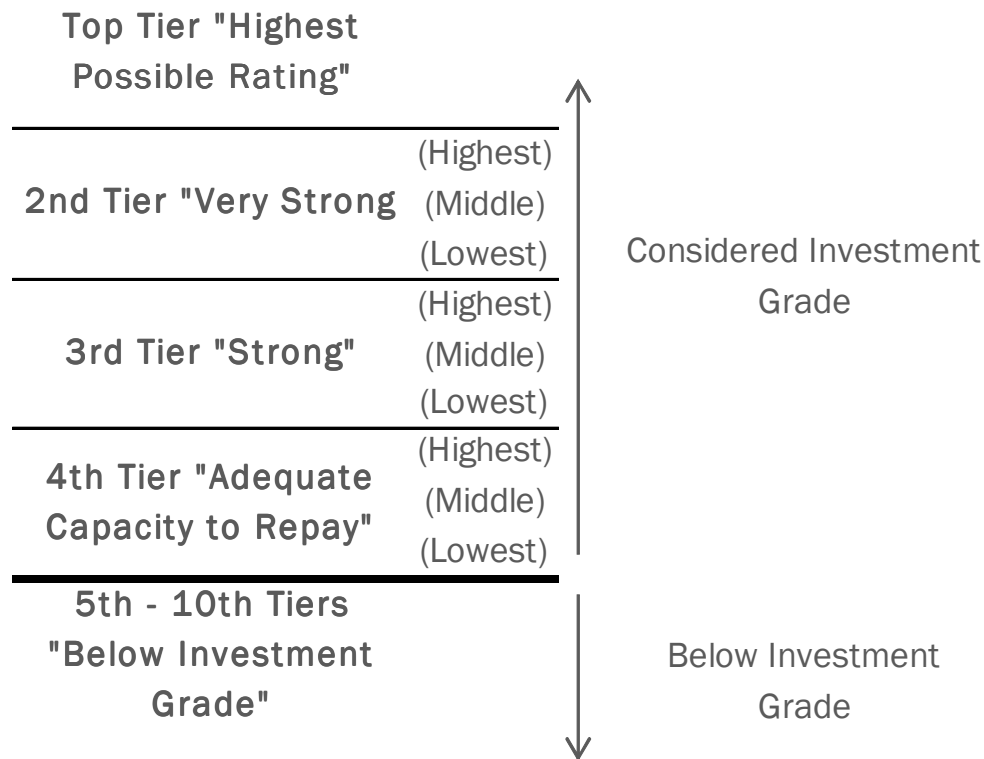 Top Tier "Highest
Possible Rating"
2nd Tier "Very Strong
(Highest)
(Middle)
(Lowest)
3rd Tier "Strong"
(Highest)
(Middle)
(Lowest)
4th Tier "Adequate
Capacity to Repay"
(Highest)
(Middle)
(Lowest)
Considered Investment
Grade
5th - 10th Tiers
"Below Investment
Grade"
Below Investment
Grade